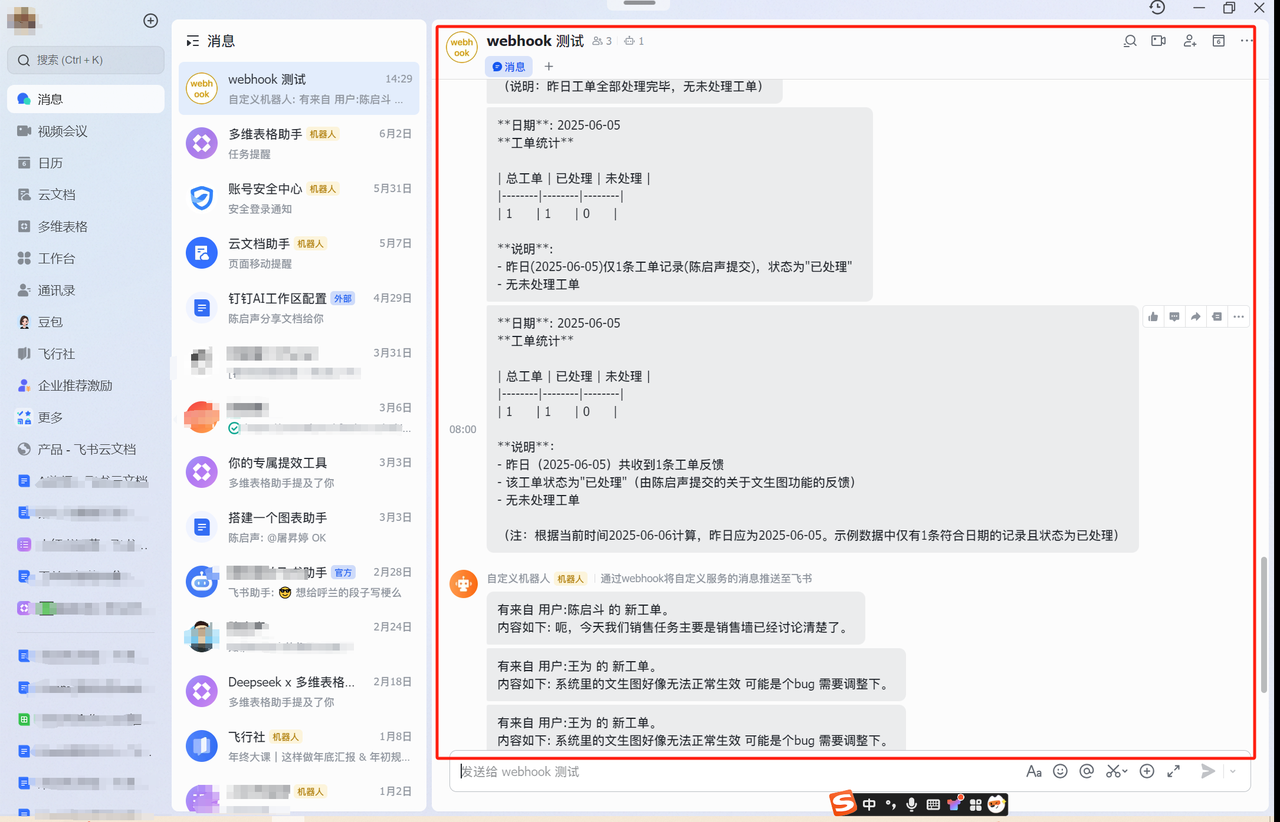 搜索 (Ctrl + K)
消息
视频会议
日历
云文档
多维表格
工作台
通讯录
豆包
飞行社
企业推荐激励
更多
产品 - 飞书云文档
消息
webhook 测试
14:29
自定义机器人: 有来自 用户:陈启斗 ...
多维表格助手 机器人
6月2日
任务提醒
账号安全中心 机器人
5月31日
安全登录通知
云文档助手 机器人
5月7日
页面移动提醒
钉钉AI工作区配置 外部
4月29日
陈启声分享文档给你
3月31日
3月6日
你的专属提效工具
3月3日
多维表格助手提及了你
搭建一个图表助手
3月3日
陈启声: @屠昇婷 OK
助手 官方
2月28日
飞书助手: 😎 想给呼兰的段子写梗么
2月24日
Deepseek x 多维表格...
2月18日
多维表格助手提及了你
飞行社 机器人
1月8日
年终大课 | 这样做年底汇报 & 年初规...
机器人
1月2日
webh
ook
webhook 测试 3 1
消息
（说明：昨日工单全部处理完毕，无未处理工单）
**日期**: 2025-06-05
**工单统计**
| 总工单 | 已处理 | 未处理 |
|--------|--------|--------|
| 1 | 1 | 0 |
**说明**:
- 昨日(2025-06-05)仅1条工单记录(陈启声提交)，状态为"已处理"
- 无未处理工单
**日期**: 2025-06-05
**工单统计**
| 总工单 | 已处理 | 未处理 |
|--------|--------|--------|
| 1 | 1 | 0 |
08:00
**说明**:
- 昨日（2025-06-05）共收到1条工单反馈
- 该工单状态为"已处理"（由陈启声提交的关于文生图功能的反馈）
- 无未处理工单
（注：根据当前时间2025-06-06计算，昨日应为2025-06-05。示例数据中仅有1条符合日期的记录且状态为已处理）
自定义机器人 机器人 | 通过webhook将自定义服务的消息推送至飞书
有来自 用户:陈启斗 的 新工单。
内容如下: 呃，今天我们销售任务主要是销售墙已经讨论清楚了。
有来自 用户:王为 的 新工单。
内容如下: 系统里的文生图好像无法正常生效 可能是个bug 需要调整下。
有来自 用户:王为 的 新工单。
内容如下: 系统里的文生图好像无法正常生效 可能是个bug 需要调整下。
发送给 webhook 测试
Aa
中